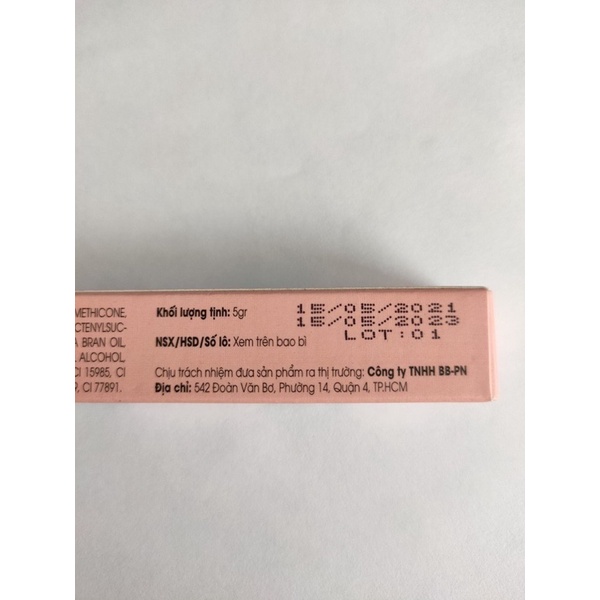 METHICONE,
CTENYLSUC-
A BRAN OIL.
ALCOHOL.
CI 15985, CI
CI 77891.
Khối lượng tịnh: 5gr
NSX/HSD/Số lô: Xem trên bao bì
15/05/2021
15/05/2023
LOT:01
Chịu trách nhiệm đưa sản phẩm ra thị trường: Công ty TNHH BB-PN
Địa chỉ: 542 Đoàn Văn Bơ, Phường 14, Quận 4, TP.HCM